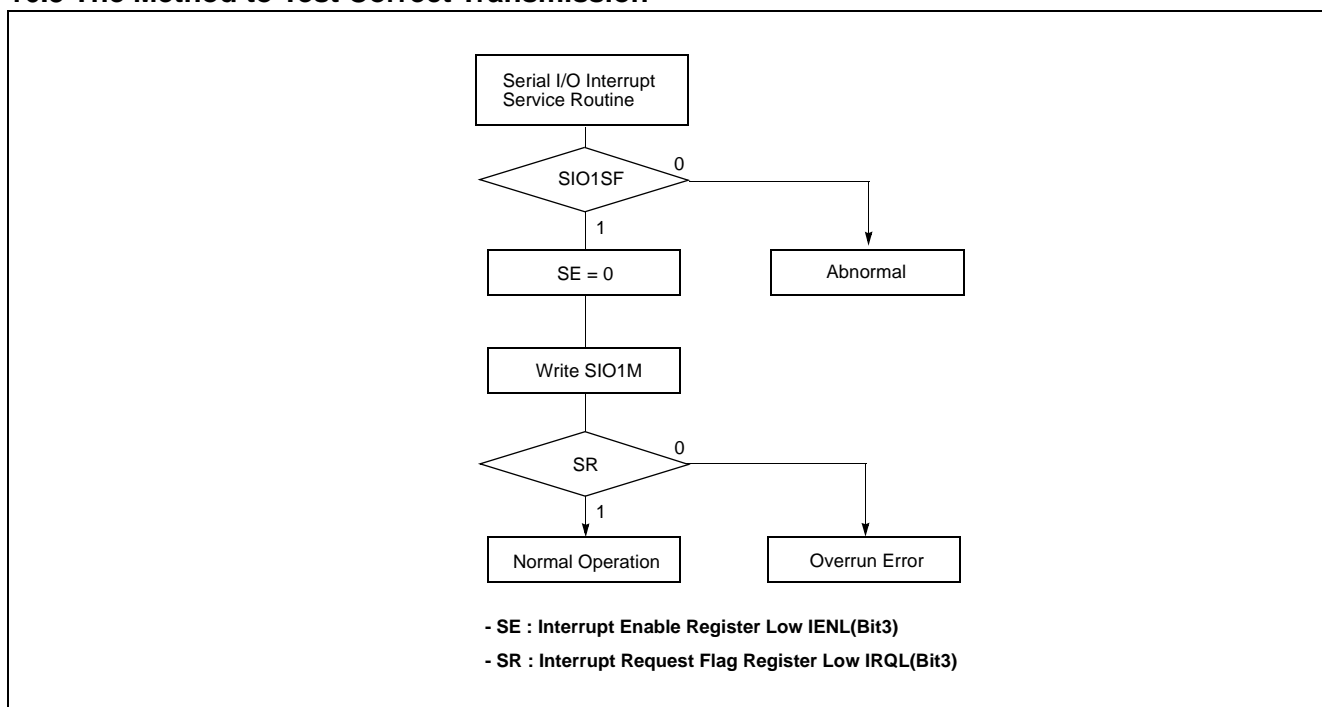 Serial I/O Interrupt
Service Routine
SIO1SF
0
1
SE = 0
Abnormal
Write SIO1M
SR
0
1
Normal Operation
Overrun Error
- SE : Interrupt Enable Register Low IENL(Bit3)
- SR : Interrupt Request Flag Register Low IRQL(Bit3)